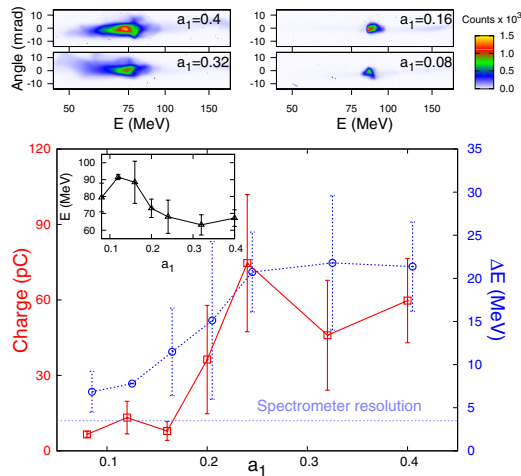 Angle (mrad)
10
0
-10
a1=0.4
a1=0.16
Counts x 10³
10
0
-10
a1=0.32
a1=0.08
1.5
1.0
0.5
0.0
50 75 100 150
50 75 100 150
E (MeV)
E (MeV)
120
90
60
30
0
Charge (pC)
100
90
80
70
60
E (MeV)
0.1 0.2 0.3 0.4
a1
35
30
25
20
15
10
5
0
ΔE (MeV)
Spectrometer resolution
0.1 0.2 0.3 0.4
a1